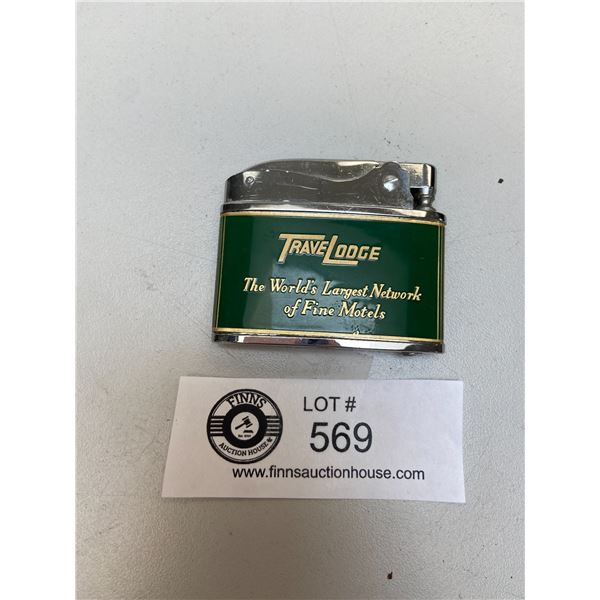 TRAVELODGE
The World's Largest Network
of Fine Motels
FINNS
AUCTION HOUSE
LOT #
569
www.finnsauctionhouse.com